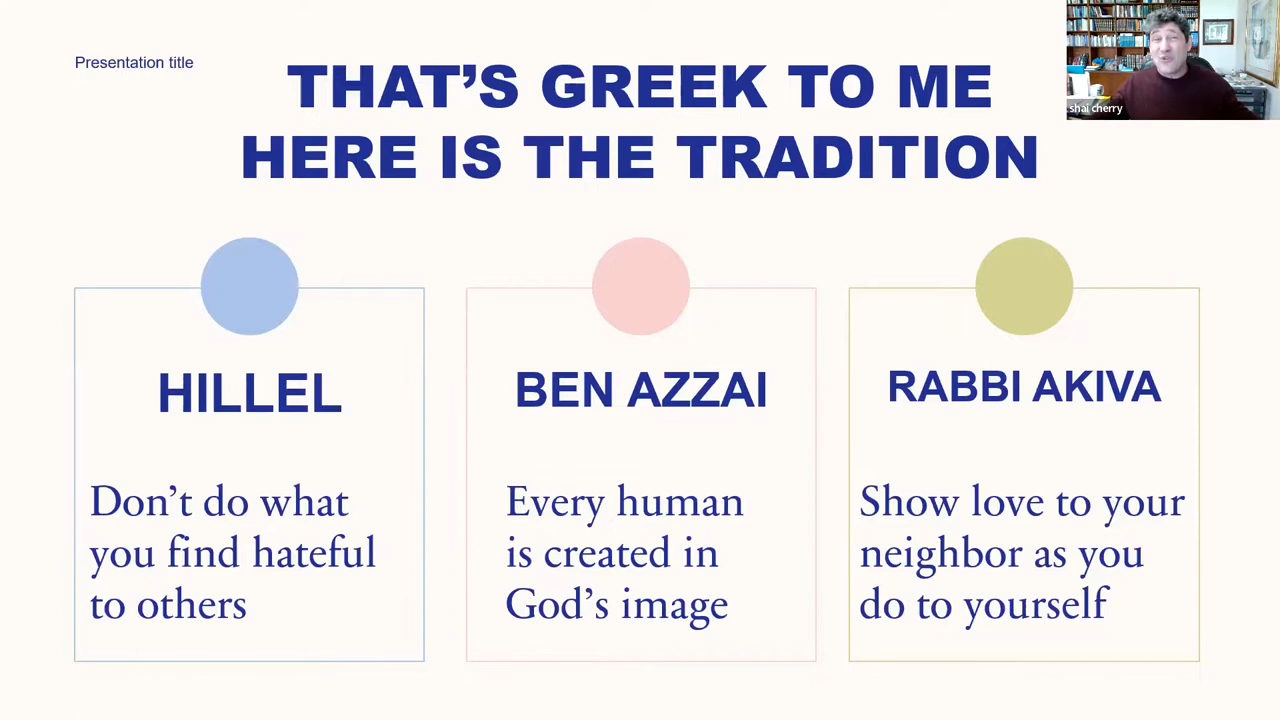 Presentation title
THAT'S GREEK TO ME
HERE IS THE TRADITION
shai cherry
HILLEL
Don't do what
you find hateful
to others
BEN AZZAI
Every human
is created in
God's image
RABBI AKIVA
Show love to your
neighbor as you
do to yourself